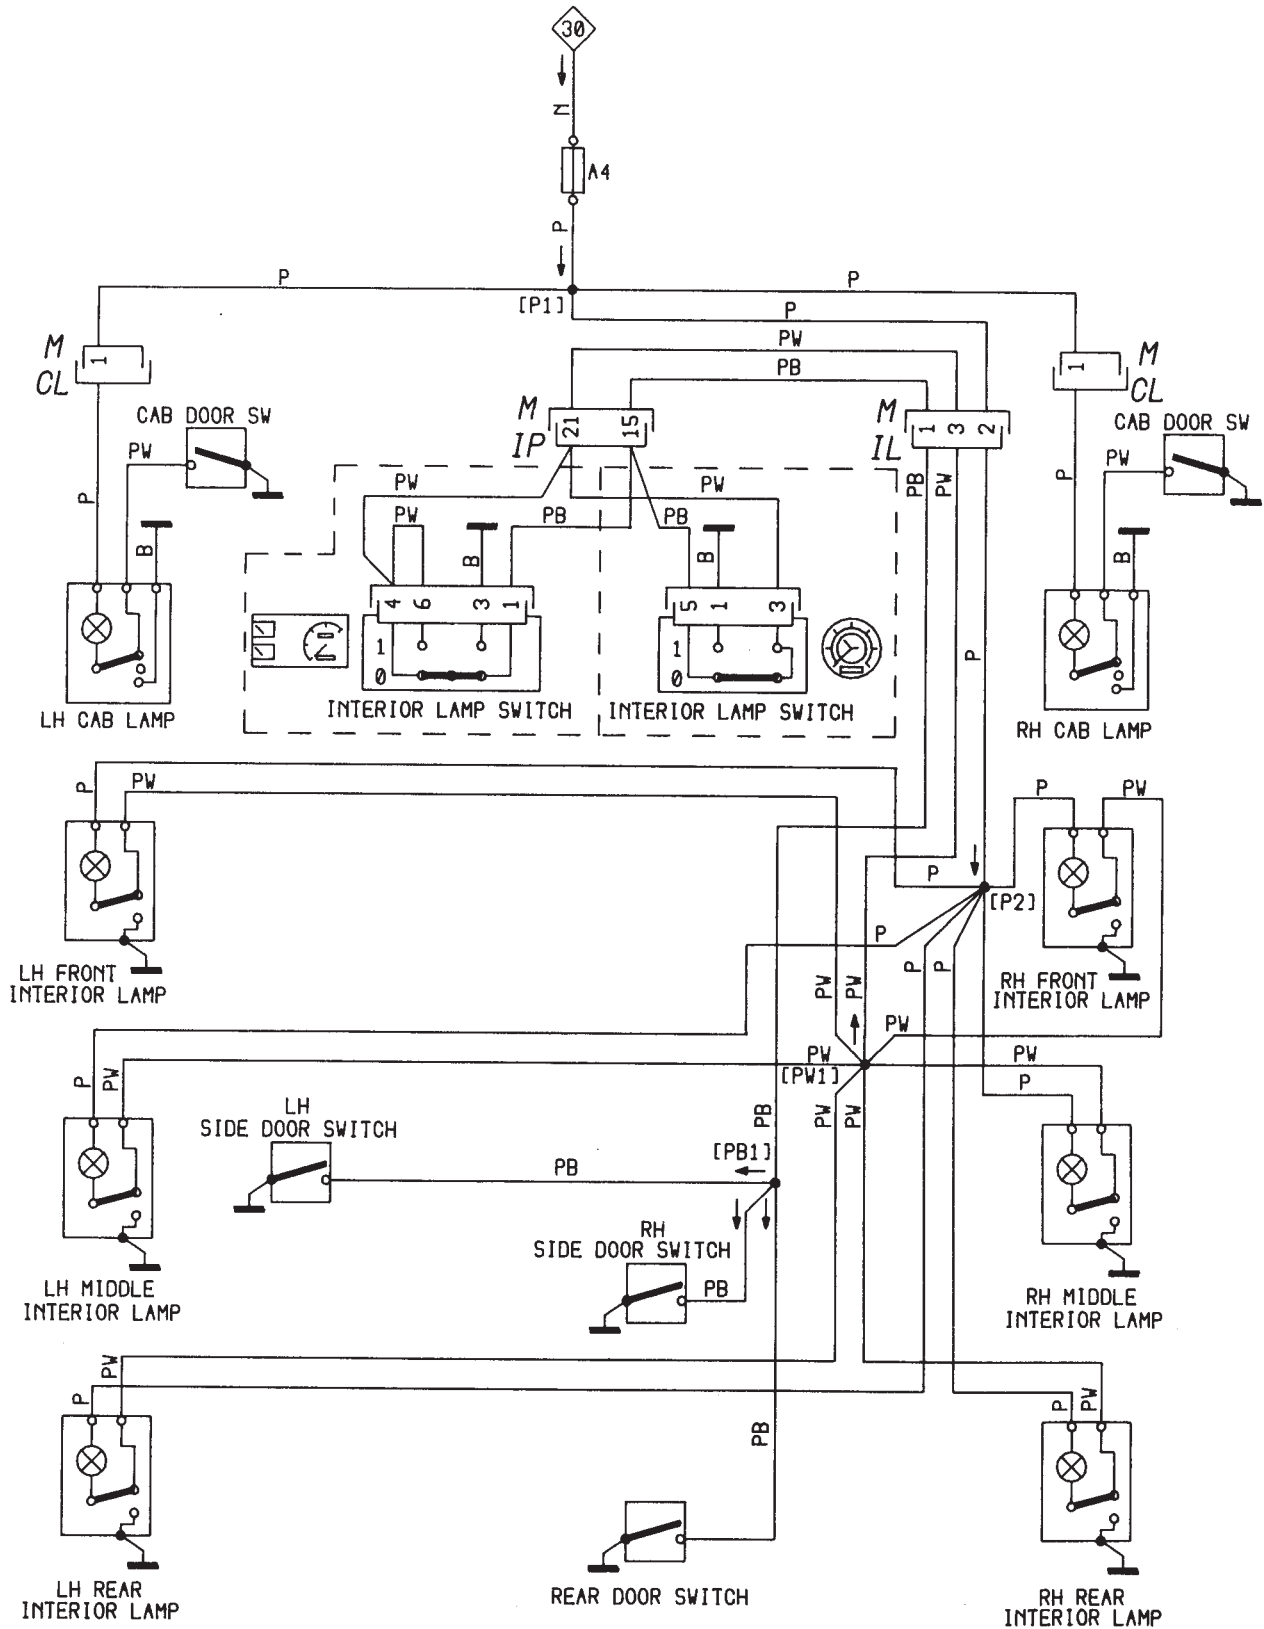 30
N
A4
P
P
P
[P1]
P
PW
PB
M
CL
1
M
CL
1
CAB DOOR SW
PW
P
B
LH CAB LAMP
M
IP
21
15
M
IL
1
3
2
CAB DOOR SW
PW
P
B
RH CAB LAMP
PW
PW
PB
B
PB
PW
B
PB
PW
4
6
3
1
5
1
3
1
0
1
0
INTERIOR LAMP SWITCH
INTERIOR LAMP SWITCH
P
P
PW
P
PW
P
[P2]
LH FRONT
INTERIOR LAMP
P
P
P
PW
PW
RH FRONT
INTERIOR LAMP
PW
PW
[PW1]
PW
P
P
PW
PB
PW
PW
LH
SIDE DOOR SWITCH
PB
[PB1]
RH
SIDE DOOR SWITCH
PB
LH MIDDLE
INTERIOR LAMP
RH MIDDLE
INTERIOR LAMP
PW
P
PB
P
PW
LH REAR
INTERIOR LAMP
REAR DOOR SWITCH
RH REAR
INTERIOR LAMP